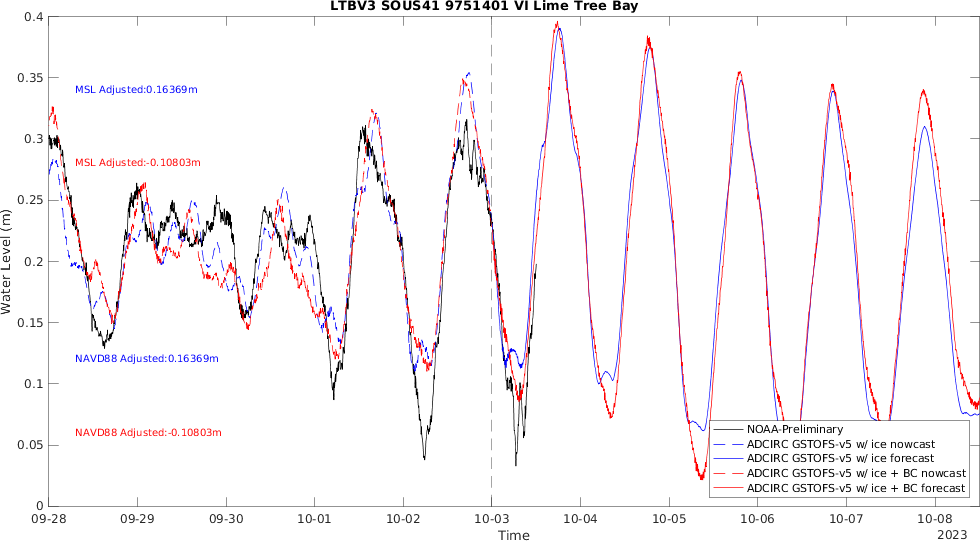 LTBV3 SOUS41 9751401 VI Lime Tree Bay
0.4
0.35
0.3
0.25
0.2
0.15
0.1
0.05
0
Water Level (m)
MSL Adjusted:0.16369m
MSL Adjusted:-0.10803m
NAVD88 Adjusted:0.16369m
NAVD88 Adjusted:-0.10803m
NOAA-Preliminary
ADCIRC GSTOFS-v5 w/ ice nowcast
ADCIRC GSTOFS-v5 w/ ice forecast
ADCIRC GSTOFS-v5 w/ ice + BC nowcast
ADCIRC GSTOFS-v5 w/ ice + BC forecast
09-28 09-29 09-30 10-01 10-02 10-03 10-04 10-05 10-06 10-07 10-08
Time
2023